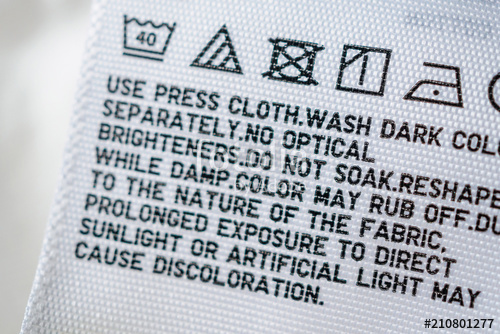 40
USE PRESS CLOTH.WASH DARK COL
SEPARATELY.NO OPTICAL
BRIGHTENERS.DO NOT SOAK.RESHAPE
WHILE DAMP.COLOR MAY RUB OFF.DU
TO THE NATURE OF THE FABRIC,
PROLONGED EXPOSURE TO DIRECT
SUNLIGHT OR ARTIFICIAL LIGHT MAY
CAUSE DISCOLORATION.
#210801277